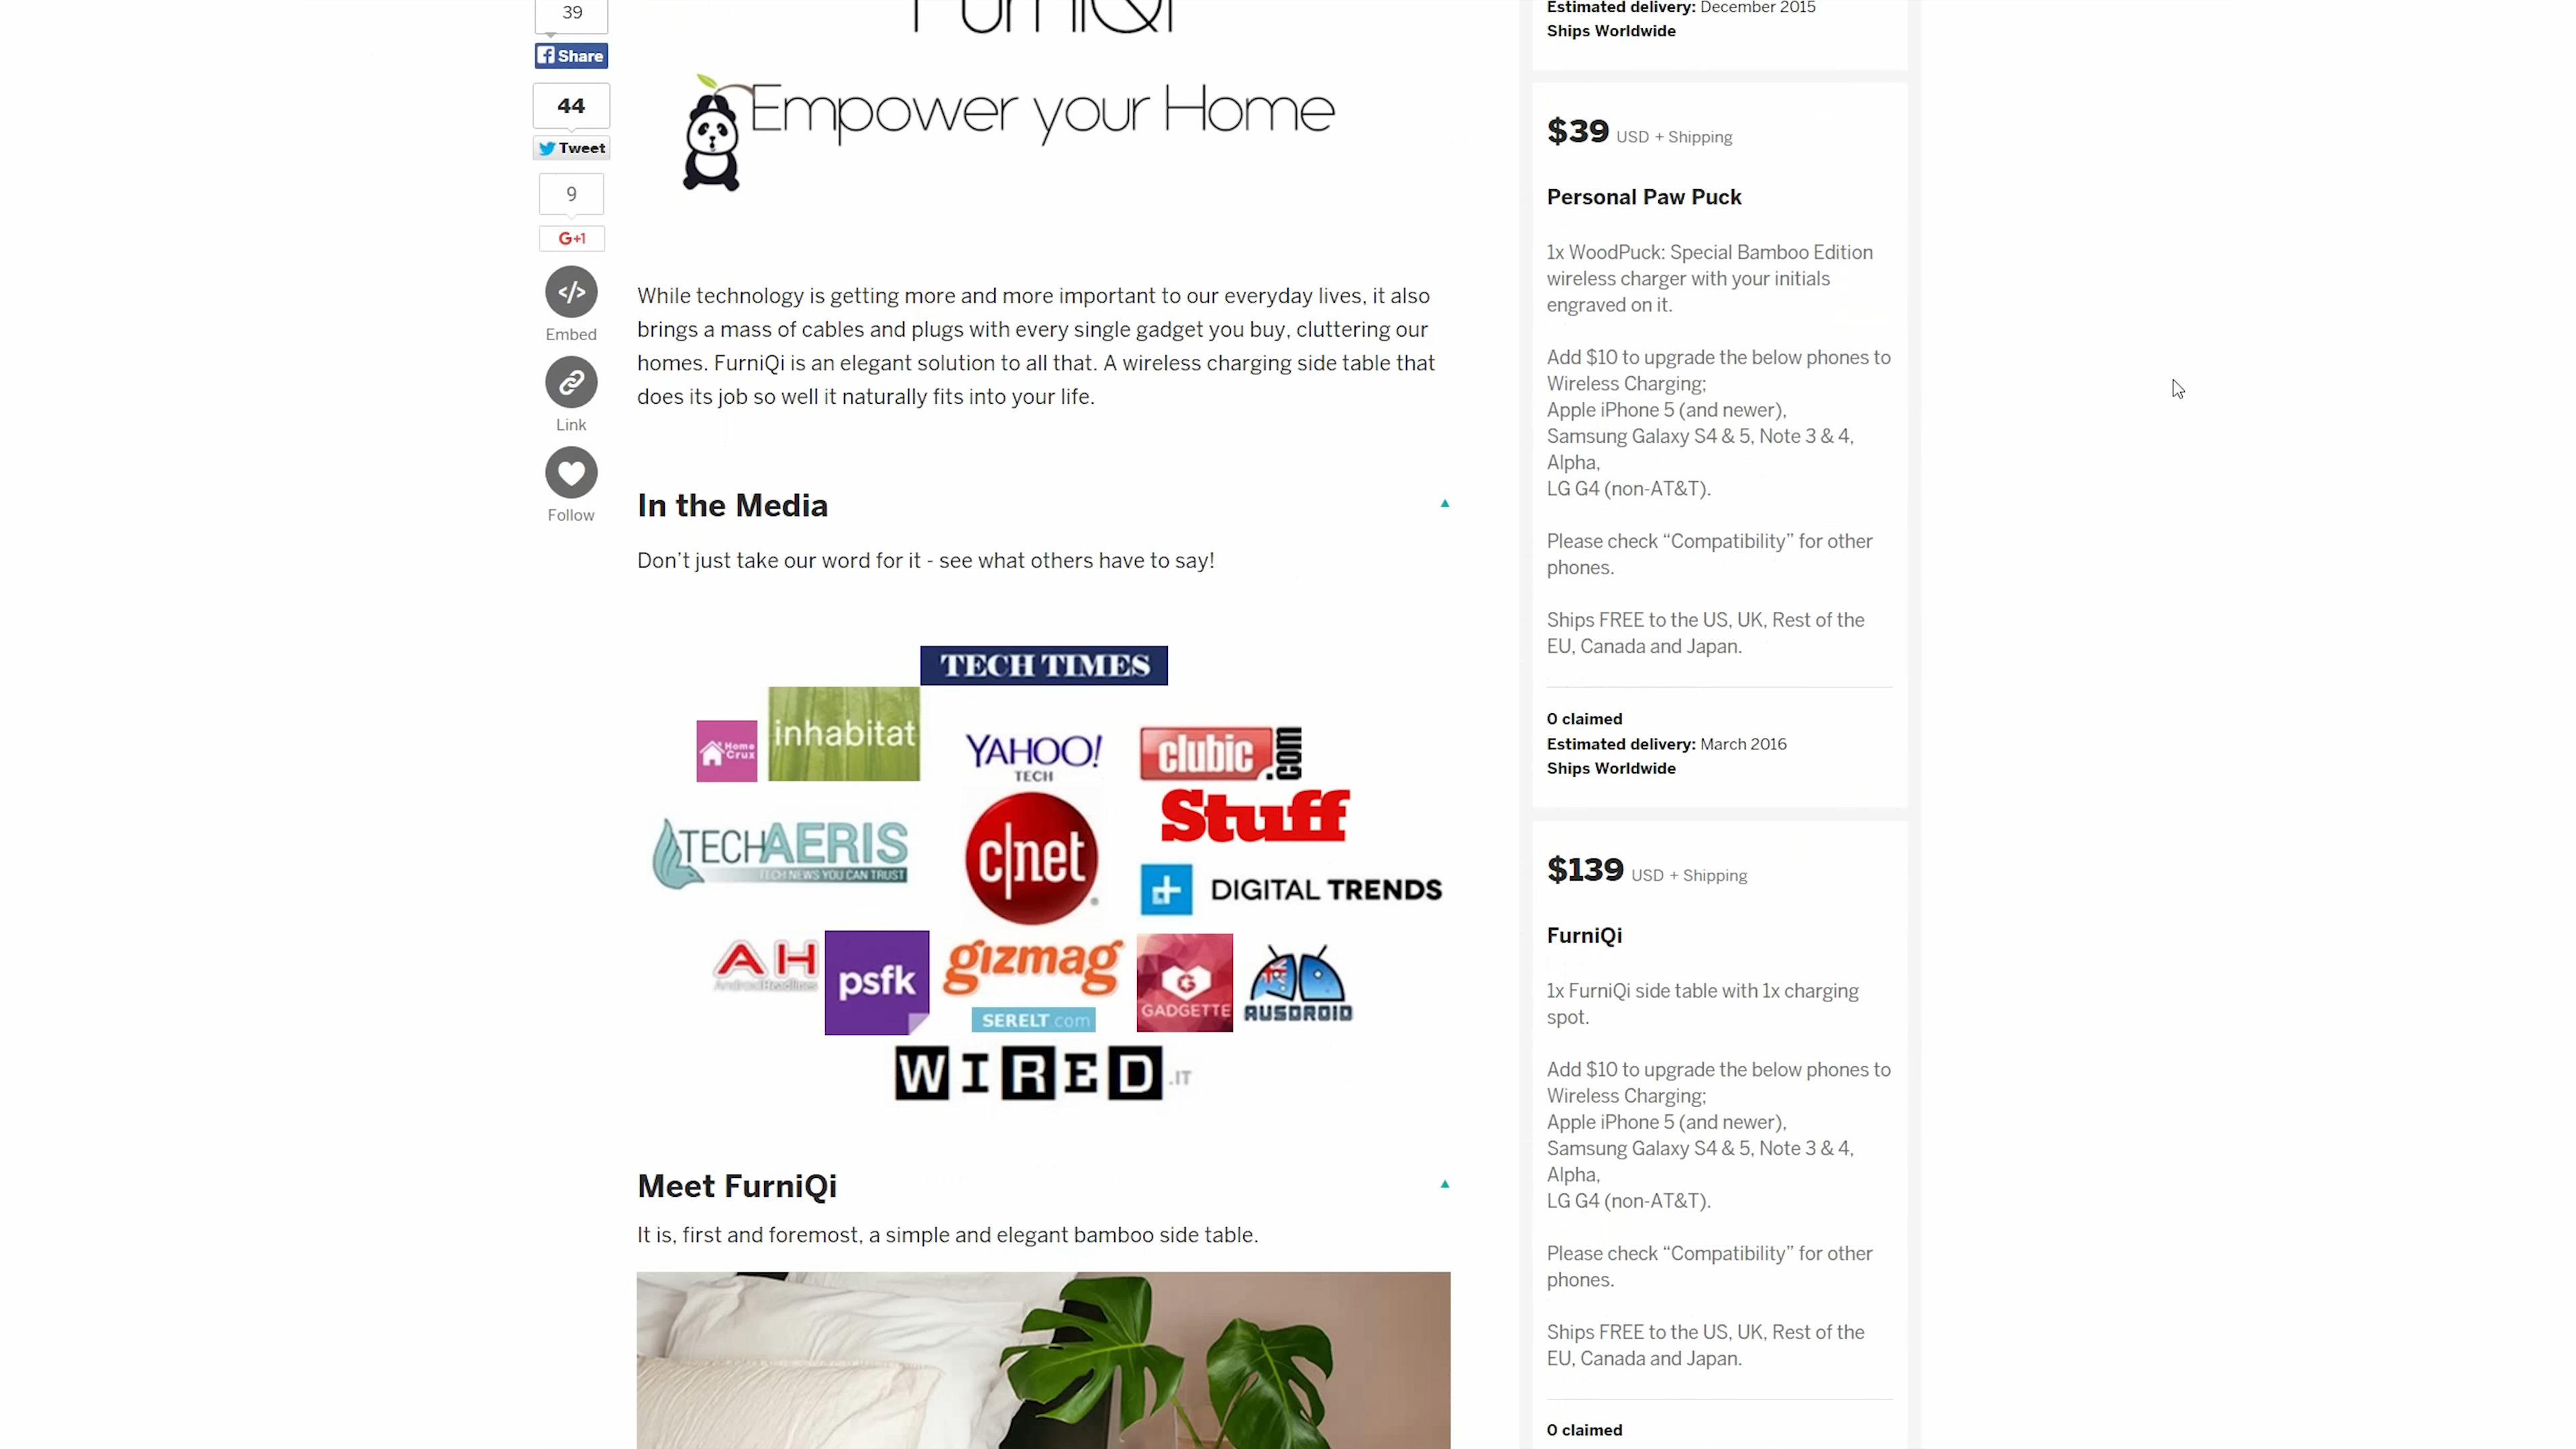 39
Share
44
Tweet
9
G+1
Embed
Link
Follow
FurniQi
Empower your Home
While technology is getting more and more important to our everyday lives, it also
brings a mass of cables and plugs with every single gadget you buy, cluttering our
homes. FurniQi is an elegant solution to all that. A wireless charging side table that
does its job so well it naturally fits into your life.
In the Media
Don't just take our word for it - see what others have to say!
TECH TIMES
Home
Crux
inhabitat
YAHOO!
TECH
clubic
.com
Stuff
TECHAERIS
TECH NEWS YOU CAN TRUST
c|net
DIGITAL TRENDS
AH
AndroidHeadlines
psfk
gizmag
SERELT.com
G
GADGETTE
AUSDROID
WIRED.IT
Meet FurniQi
It is, first and foremost, a simple and elegant bamboo side table.
Estimated delivery: December 2015
Ships Worldwide
$39 USD + Shipping
Personal Paw Puck
1x WoodPuck: Special Bamboo Edition
wireless charger with your initials
engraved on it.
Add $10 to upgrade the below phones to
Wireless Charging;
Apple iPhone 5 (and newer),
Samsung Galaxy S4 & 5, Note 3 & 4,
Alpha,
LG G4 (non-AT&T).
Please check “Compatibility” for other
phones.
Ships FREE to the US, UK, Rest of the
EU, Canada and Japan.
0 claimed
Estimated delivery: March 2016
Ships Worldwide
$139 USD + Shipping
FurniQi
1x FurniQi side table with 1x charging
spot.
Add $10 to upgrade the below phones to
Wireless Charging;
Apple iPhone 5 (and newer),
Samsung Galaxy S4 & 5, Note 3 & 4,
Alpha,
LG G4 (non-AT&T).
Please check “Compatibility” for other
phones.
Ships FREE to the US, UK, Rest of the
EU, Canada and Japan.
0 claimed